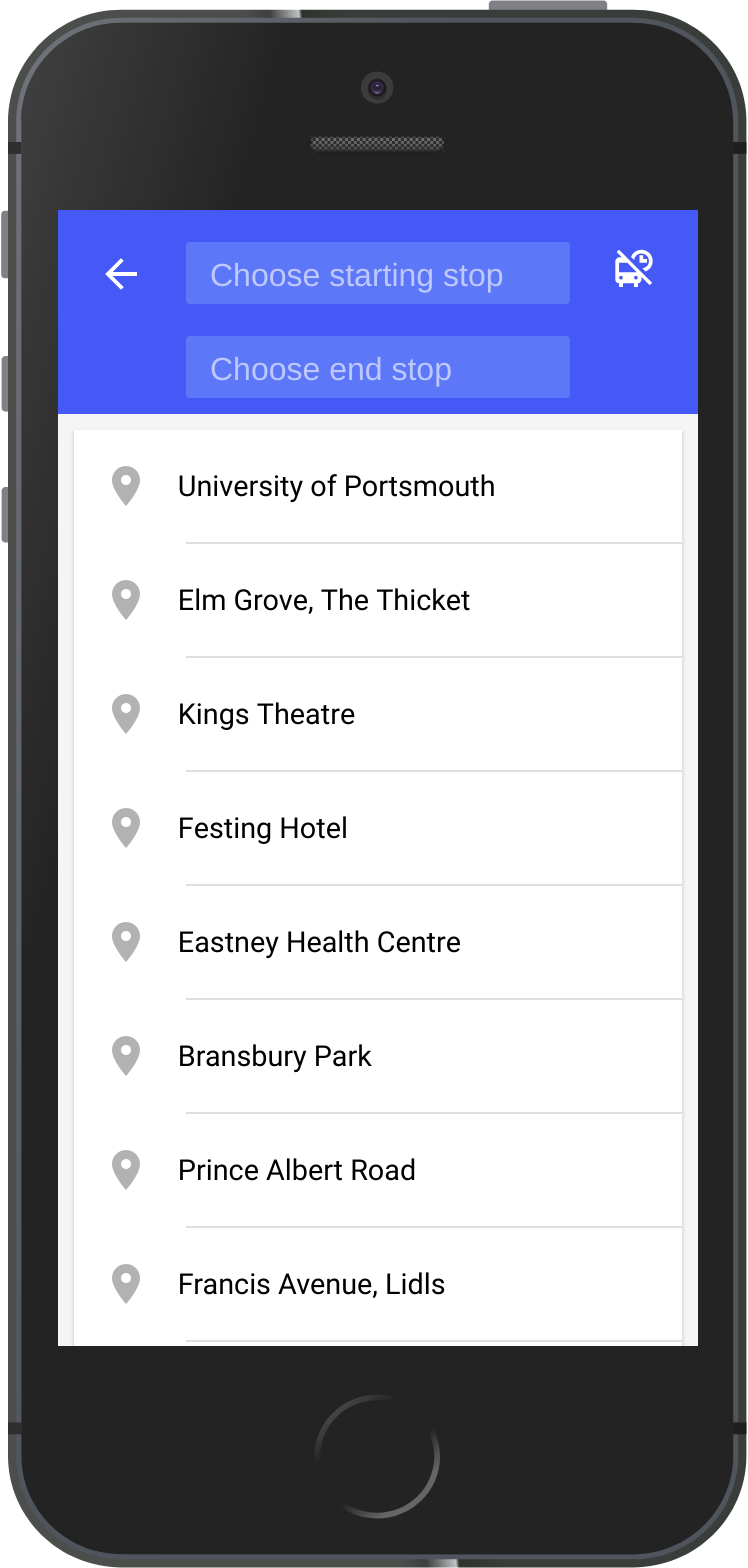 Choose starting stop
Choose end stop
University of Portsmouth
Elm Grove, The Thicket
Kings Theatre
Festing Hotel
Eastney Health Centre
Bransbury Park
Prince Albert Road
Francis Avenue, Lidls